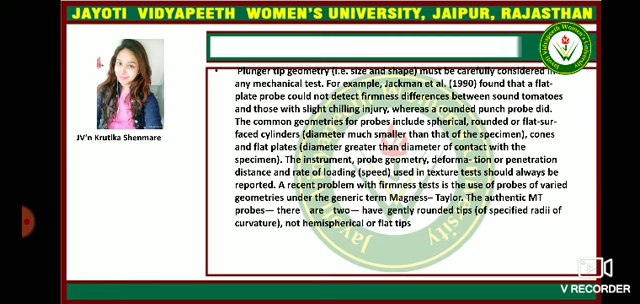 JAYOTI VIDYAPEETH WOMEN'S UNIVERSITY, JAIPUR, RAJASTHAN
JV'n Krutika Shenmare
• Plunger tip geometry (i.e. size and shape) must be carefully considered in
any mechanical test. For example, Jackman et al. (1990) found that a flat-
plate probe could not detect firmness differences between sound tomatoes
and those with slight chilling injury, whereas a rounded punch probe did.
The common geometries for probes include spherical, rounded or flat-sur-
faced cylinders (diameter much smaller than that of the specimen), cones
and flat plates (diameter greater than diameter of contact with the
specimen). The instrument, probe geometry, deforma- tion or penetration
distance and rate of loading (speed) used in texture tests should always be
reported. A recent problem with firmness tests is the use of probes of varied
geometries under the generic term Magness– Taylor. The authentic MT
probes— there are two— have gently rounded tips (of specified radii of
curvature), not hemispherical or flat tips
V RECORDER